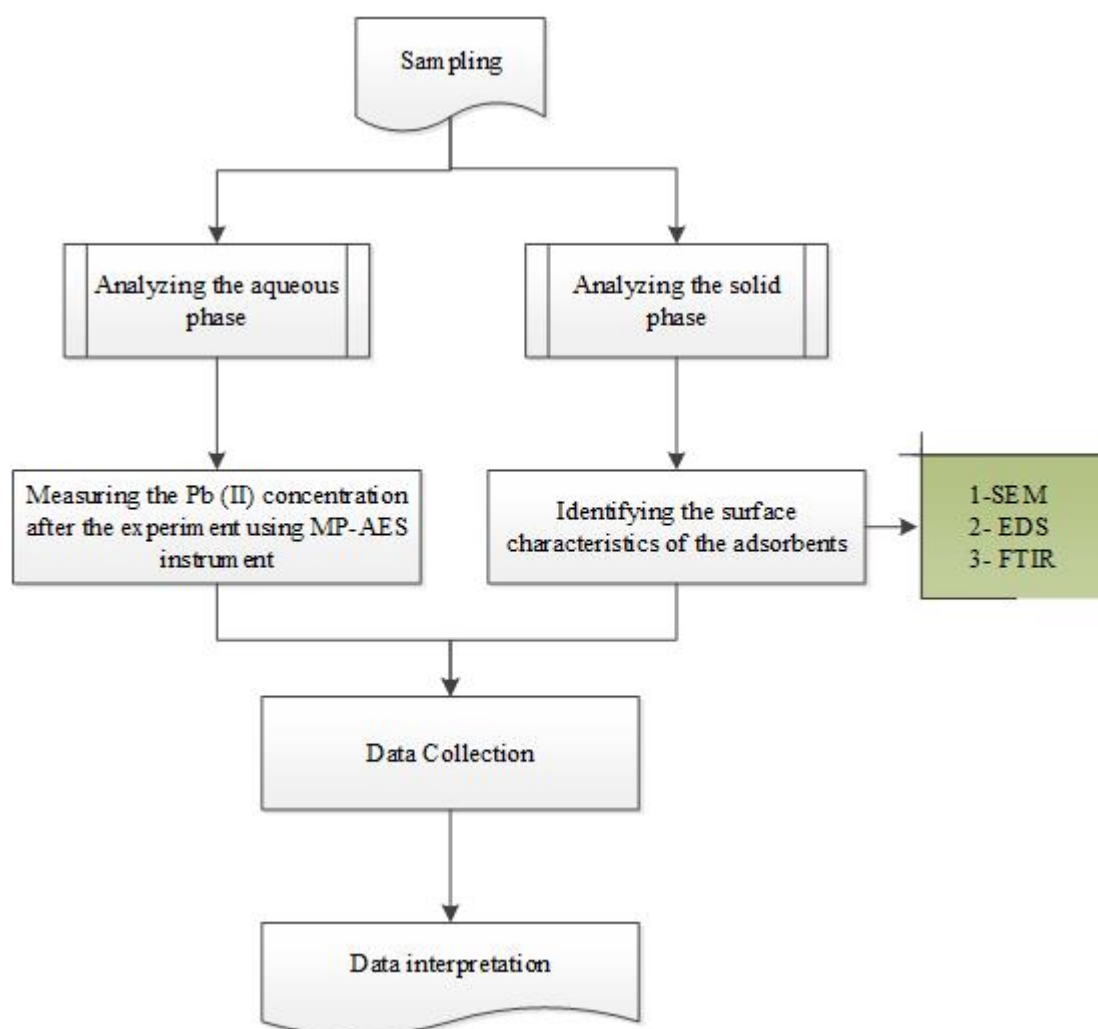 Sampling
Analyzing the aqueous
phase
Analyzing the solid
phase
Measuring the Pb (II) concentration
after the experiment using MP-AES
instrument
Identifying the surface
characteristics of the adsorbents
1-SEM
2- EDS
3- FTIR
Data Collection
Data interpretation